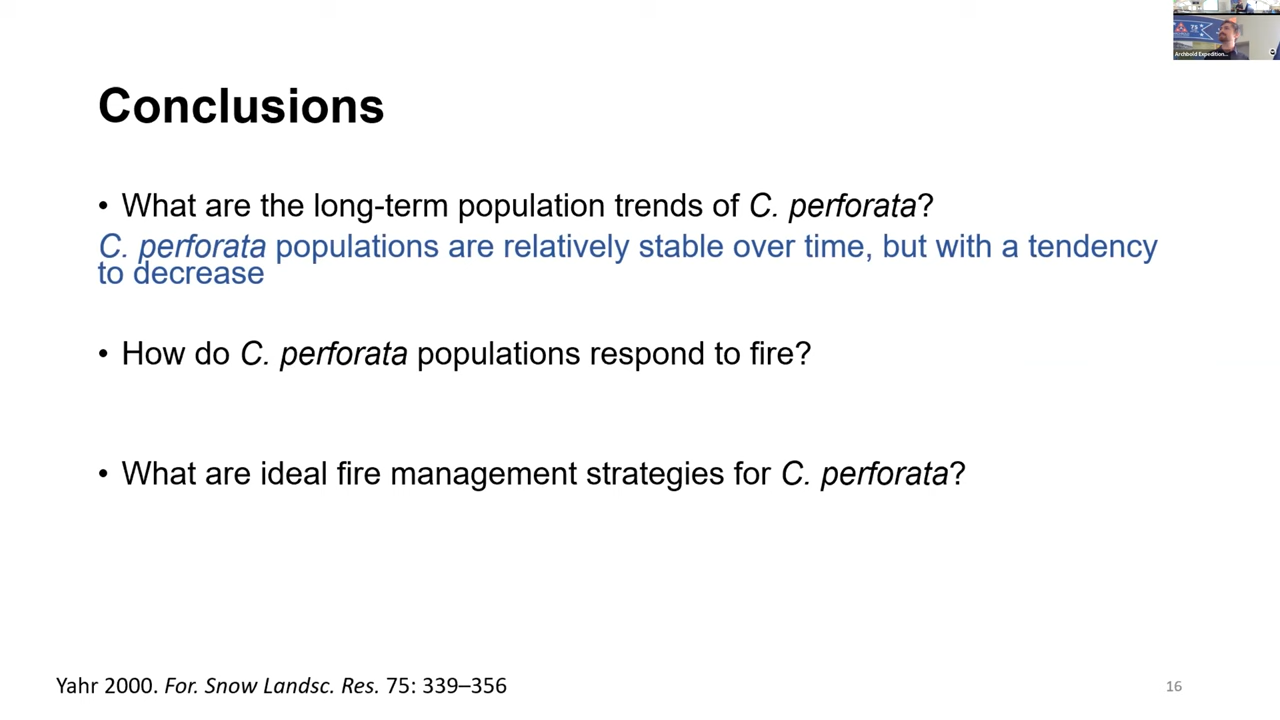 Archbold Expedition...
Conclusions
• What are the long-term population trends of C. perforata?
C. perforata populations are relatively stable over time, but with a tendency
to decrease
• How do C. perforata populations respond to fire?
• What are ideal fire management strategies for C. perforata?
Yahr 2000. For. Snow Landsc. Res. 75: 339–356
16